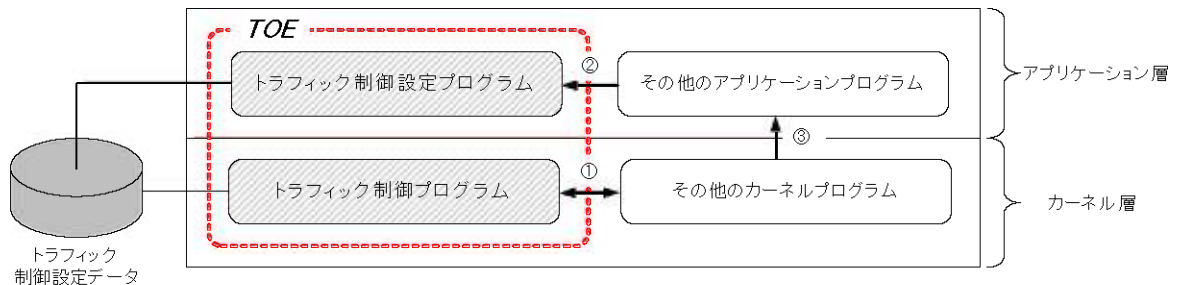 TOE
トラフィック制御設定プログラム
②
その他のアプリケーションプログラム
アプリケーション層
③
トラフィック制御プログラム
①
その他のカーネルプログラム
カーネル層
トラフィック
制御設定データ